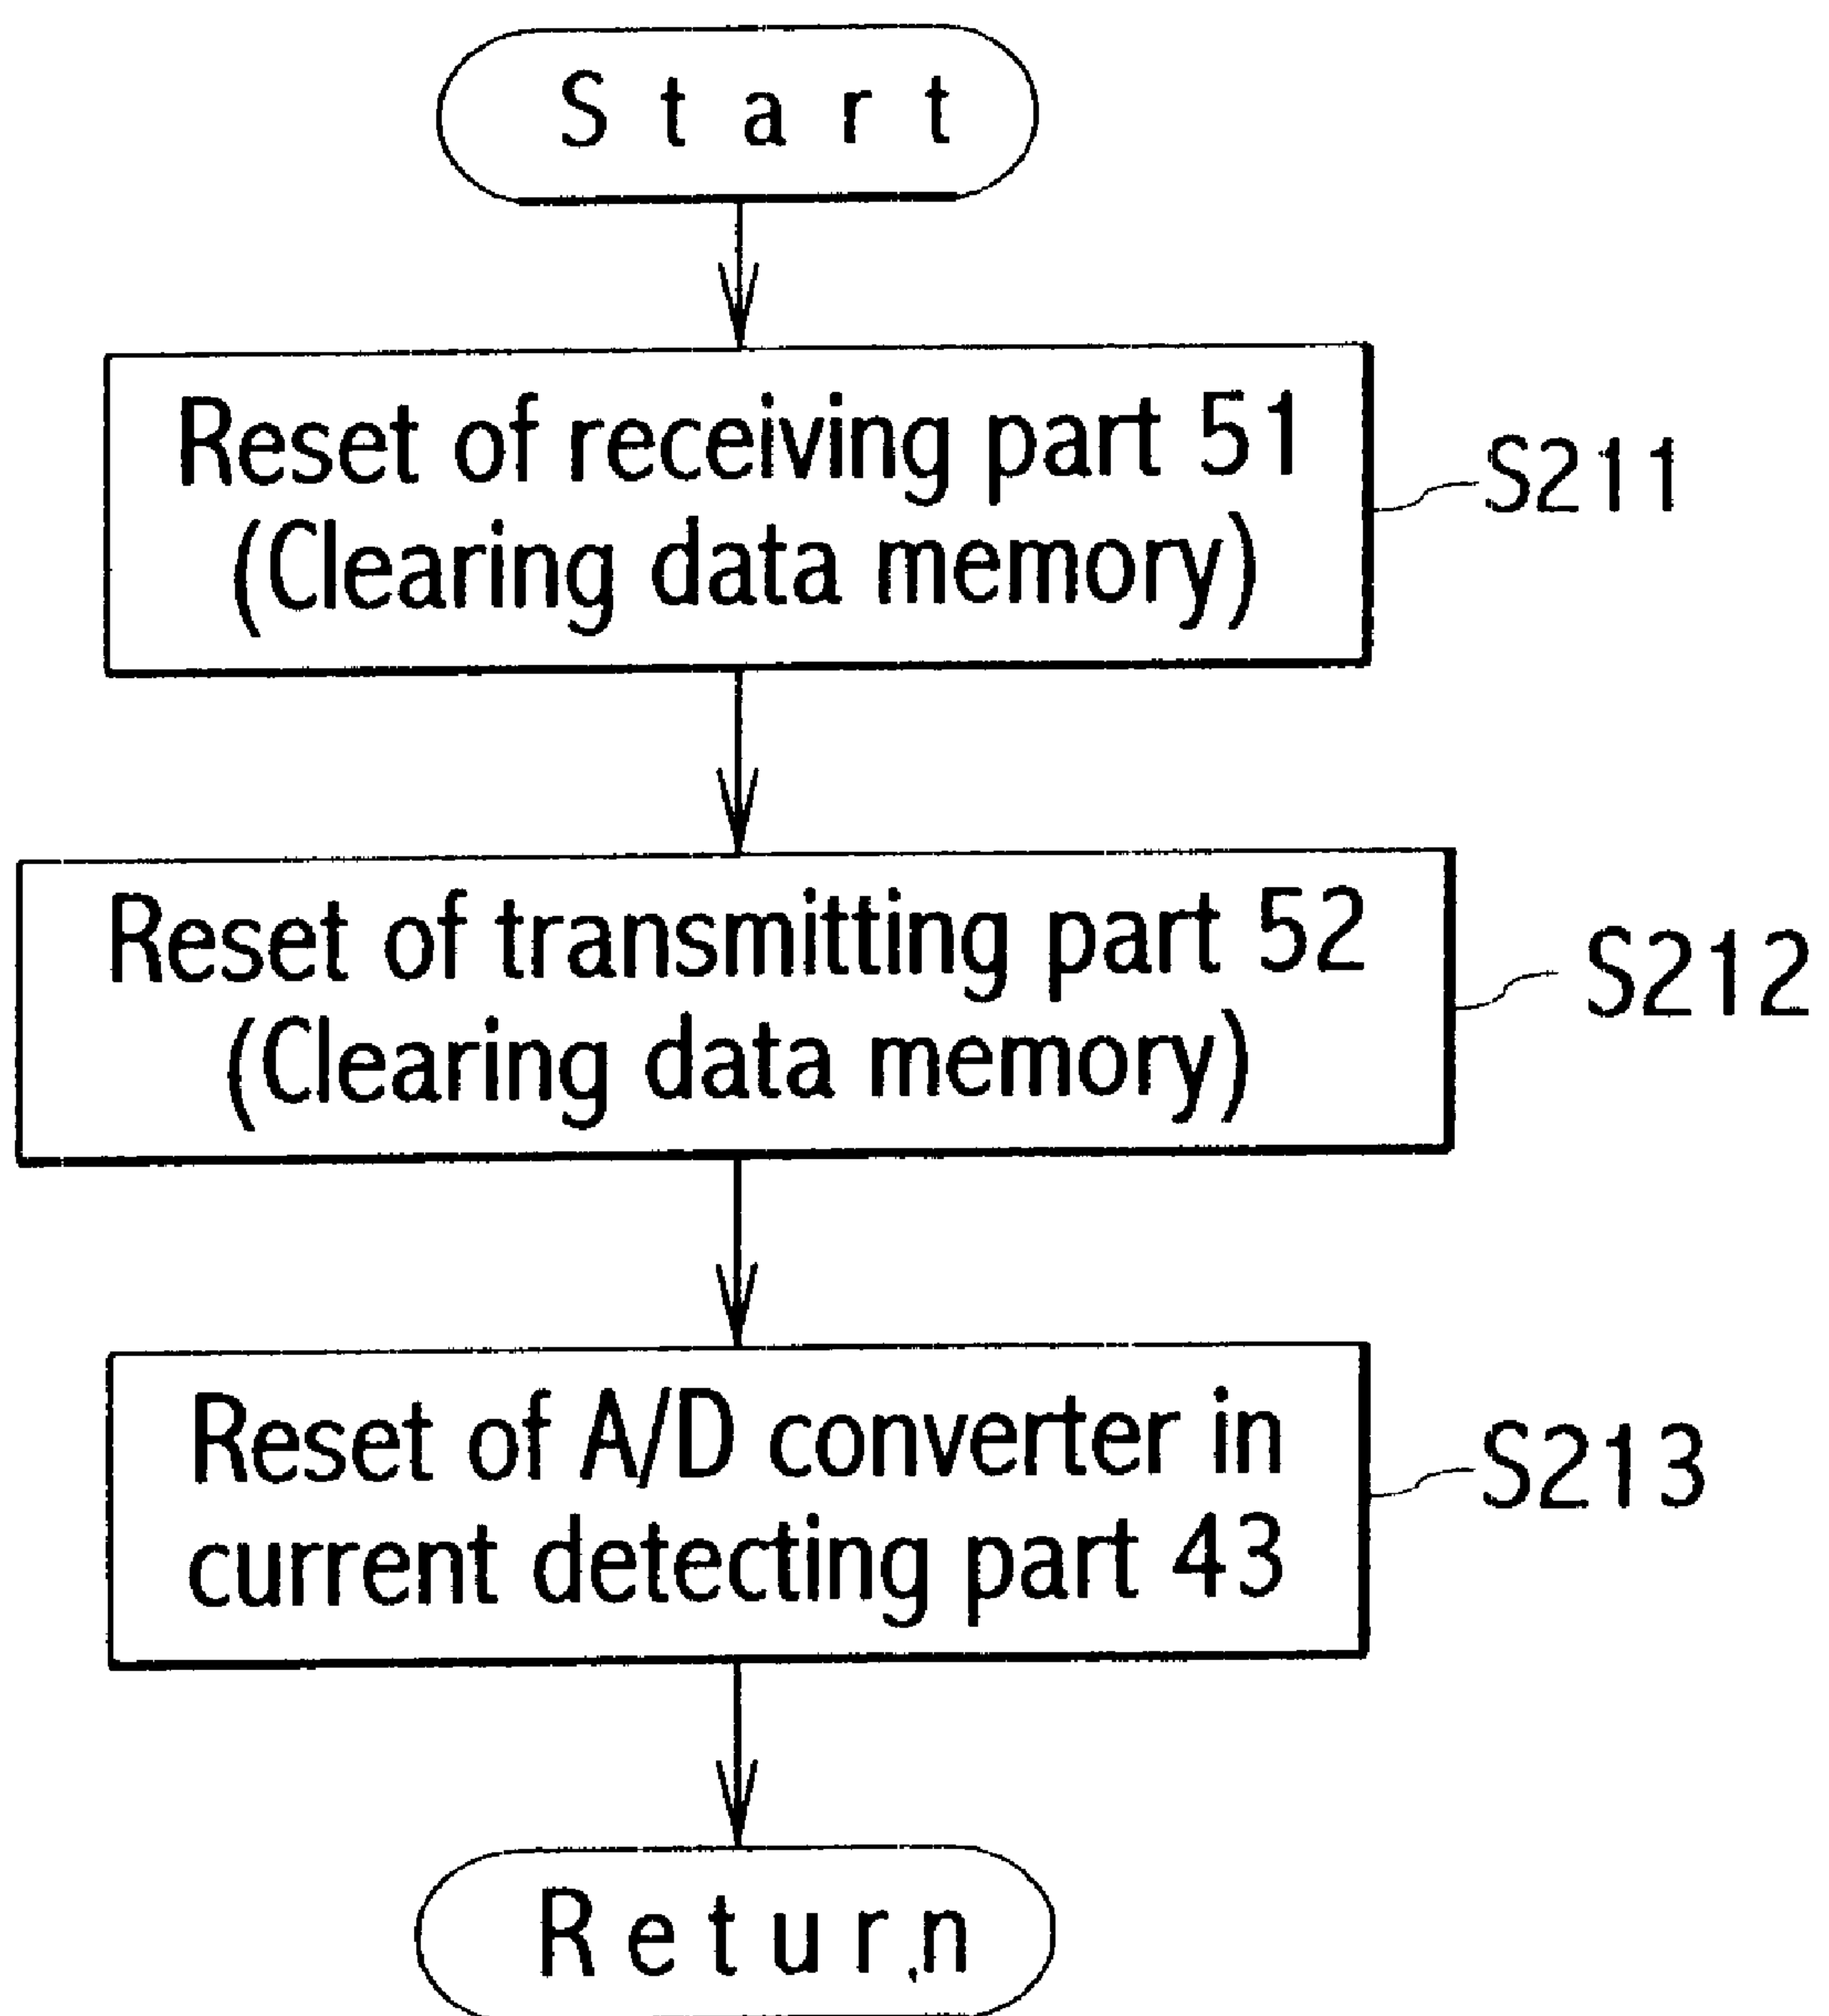 Start
Reset of receiving part 51
(Clearing data memory)
S211
Reset of transmitting part 52
(Clearing data memory)
S212
Reset of A/D converter in
current detecting part 43
S213
Return